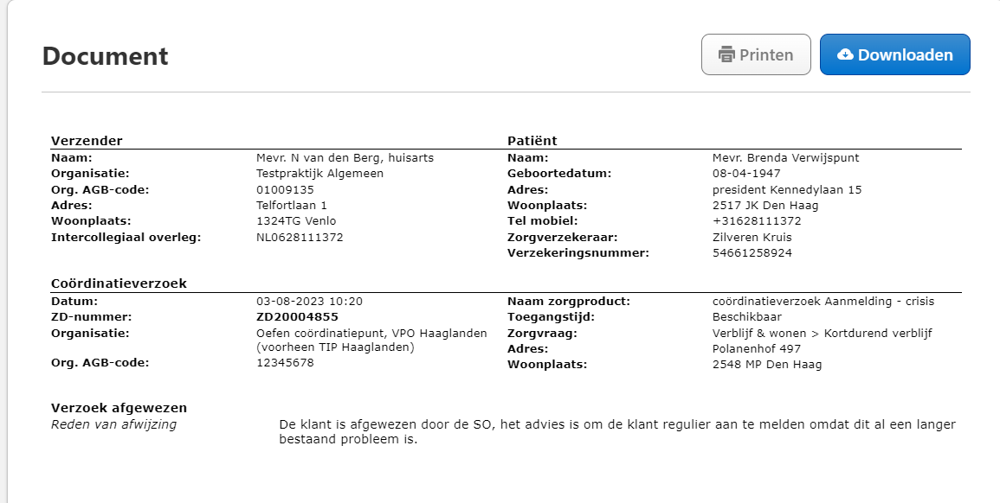 Document
Printen
Downloaden
Verzender
Naam: Mevr. N van den Berg, huisarts
Organisatie: Testpraktijk Algemeen
Org. AGB-code: 01009135
Adres: Telfortlaan 1
Woonplaats: 1324TG Venlo
Intercollegiaal overleg: NL0628111372
Patiënt
Naam: Mevr. Brenda Verwijspunt
Geboortedatum: 08-04-1947
Adres: president Kennedylaan 15
Woonplaats: 2517 JK Den Haag
Tel mobiel: +31628111372
Zorgverzekeraar: Zilveren Kruis
Verzekeringsnummer: 54661258924
Coördinatieverzoek
Datum: 03-08-2023 10:20
ZD-nummer: ZD20004855
Organisatie: Oefen coördinatiepunt, VPO Haaglanden
(voorheen TIP Haaglanden)
Org. AGB-code: 12345678
Naam zorgproduct: coördinatieverzoek Aanmelding - crisis
Toegangstijd: Beschikbaar
Zorgvraag: Verblijf & wonen > Kortdurend verblijf
Adres: Polanenhof 497
Woonplaats: 2548 MP Den Haag
Verzoek afgewezen
Reden van afwijzing De klant is afgewezen door de SO, het advies is om de klant regulier aan te melden omdat dit al een langer
bestaand probleem is.